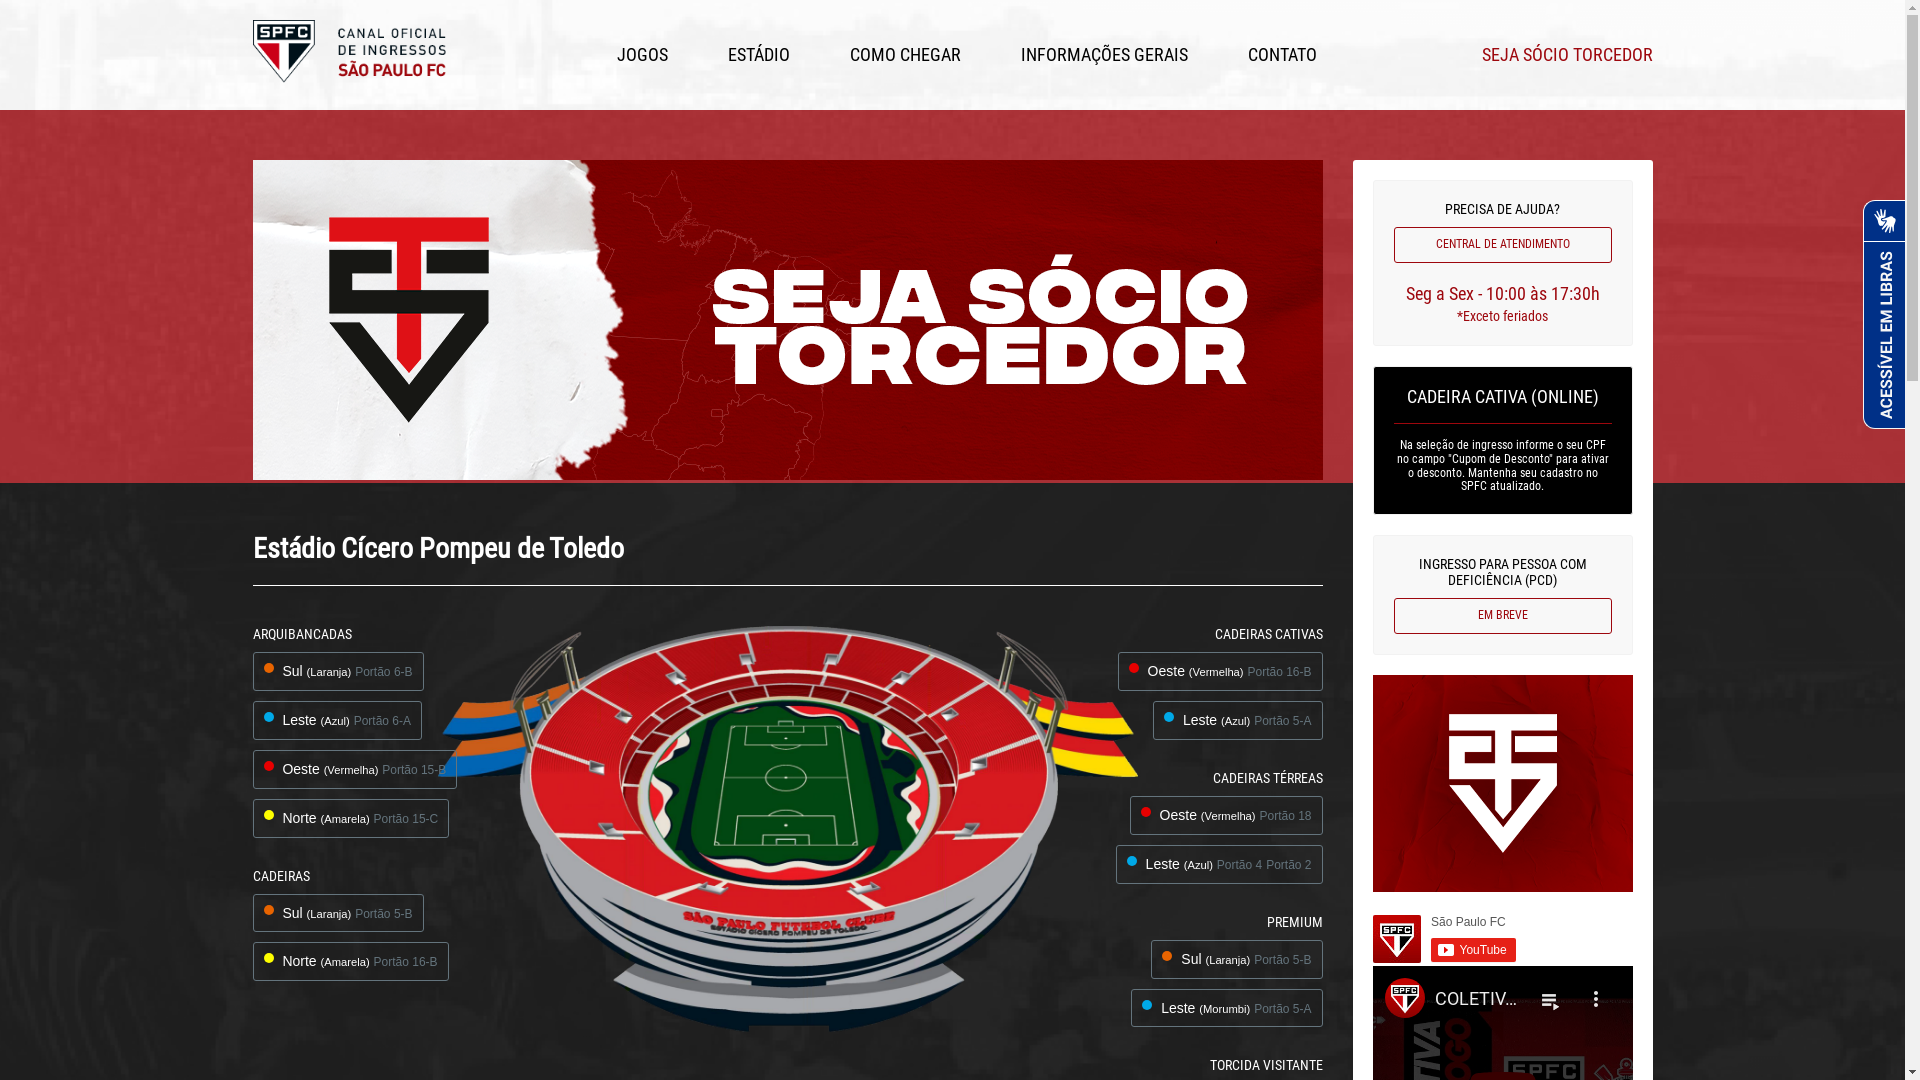 SPFC
CANAL OFICIAL
DE INGRESSOS
SÃO PAULO FC
JOGOS
ESTÁDIO
COMO CHEGAR
INFORMAÇÕES GERAIS
CONTATO
SEJA SÓCIO TORCEDOR
SEJA SÓCIO
TORCEDOR
PRECISA DE AJUDA?
CENTRAL DE ATENDIMENTO
Seg a Sex - 10:00 às 17:30h
*Exceto feriados
ACESSÍVEL EM LIBRAS
CADEIRA CATIVA (ONLINE)
Na seleção de ingresso informe o seu CPF
no campo "Cupom de Desconto" para ativar
o desconto. Mantenha seu cadastro no
SPFC atualizado.
INGRESSO PARA PESSOA COM
DEFICIÊNCIA (PCD)
EM BREVE
Estádio Cícero Pompeu de Toledo
ARQUIBANCADAS
Sul (Laranja) Portão 6-B
Leste (Azul) Portão 6-A
Oeste (Vermelha) Portão 15-B
Norte (Amarela) Portão 15-C
CADEIRAS
Sul (Laranja) Portão 5-B
Norte (Amarela) Portão 16-B
SÃO PAULO FUTEBOL CLUBE
ESTÁDIO CÍCERO POMPEU DE TOLEDO
CADEIRAS CATIVAS
Oeste (Vermelha) Portão 16-B
Leste (Azul) Portão 5-A
CADEIRAS TÉRREAS
Oeste (Vermelha) Portão 18
Leste (Azul) Portão 4 Portão 2
PREMIUM
Sul (Laranja) Portão 5-B
Leste (Morumbi) Portão 5-A
TORCIDA VISITANTE
SPFC
São Paulo FC
YouTube
SPFC
COLETIV...
SPFC